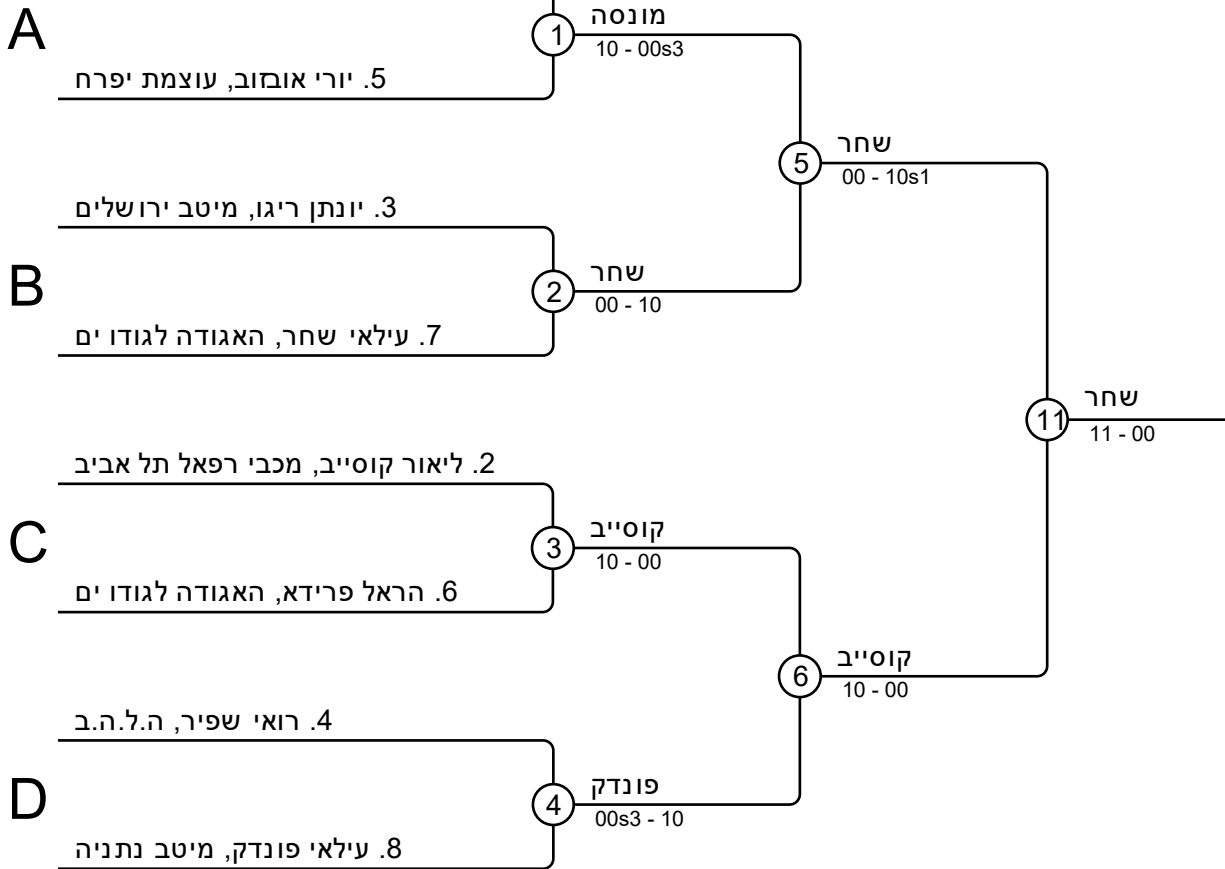 A
1
מונסה
10 - 00s3
5. יורי אובזוב, עוצמת יפרח
5
שחר
00 - 10s1
3. יונתן ריגו, מיטב ירושלים
B
2
שחר
00 - 10
7. עילאי שחר, האגודה לגודו ים
11
שחר
11 - 00
2. ליאור קוסייב, מכבי רפאל תל אביב
C
3
קוסייב
10 - 00
6. הראל פרידא, האגודה לגודו ים
6
קוסייב
10 - 00
4. רואי שפיר, ה.ל.ה.ב
D
4
פונדק
00s3 - 10
8. עילאי פונדק, מיטב נתניה